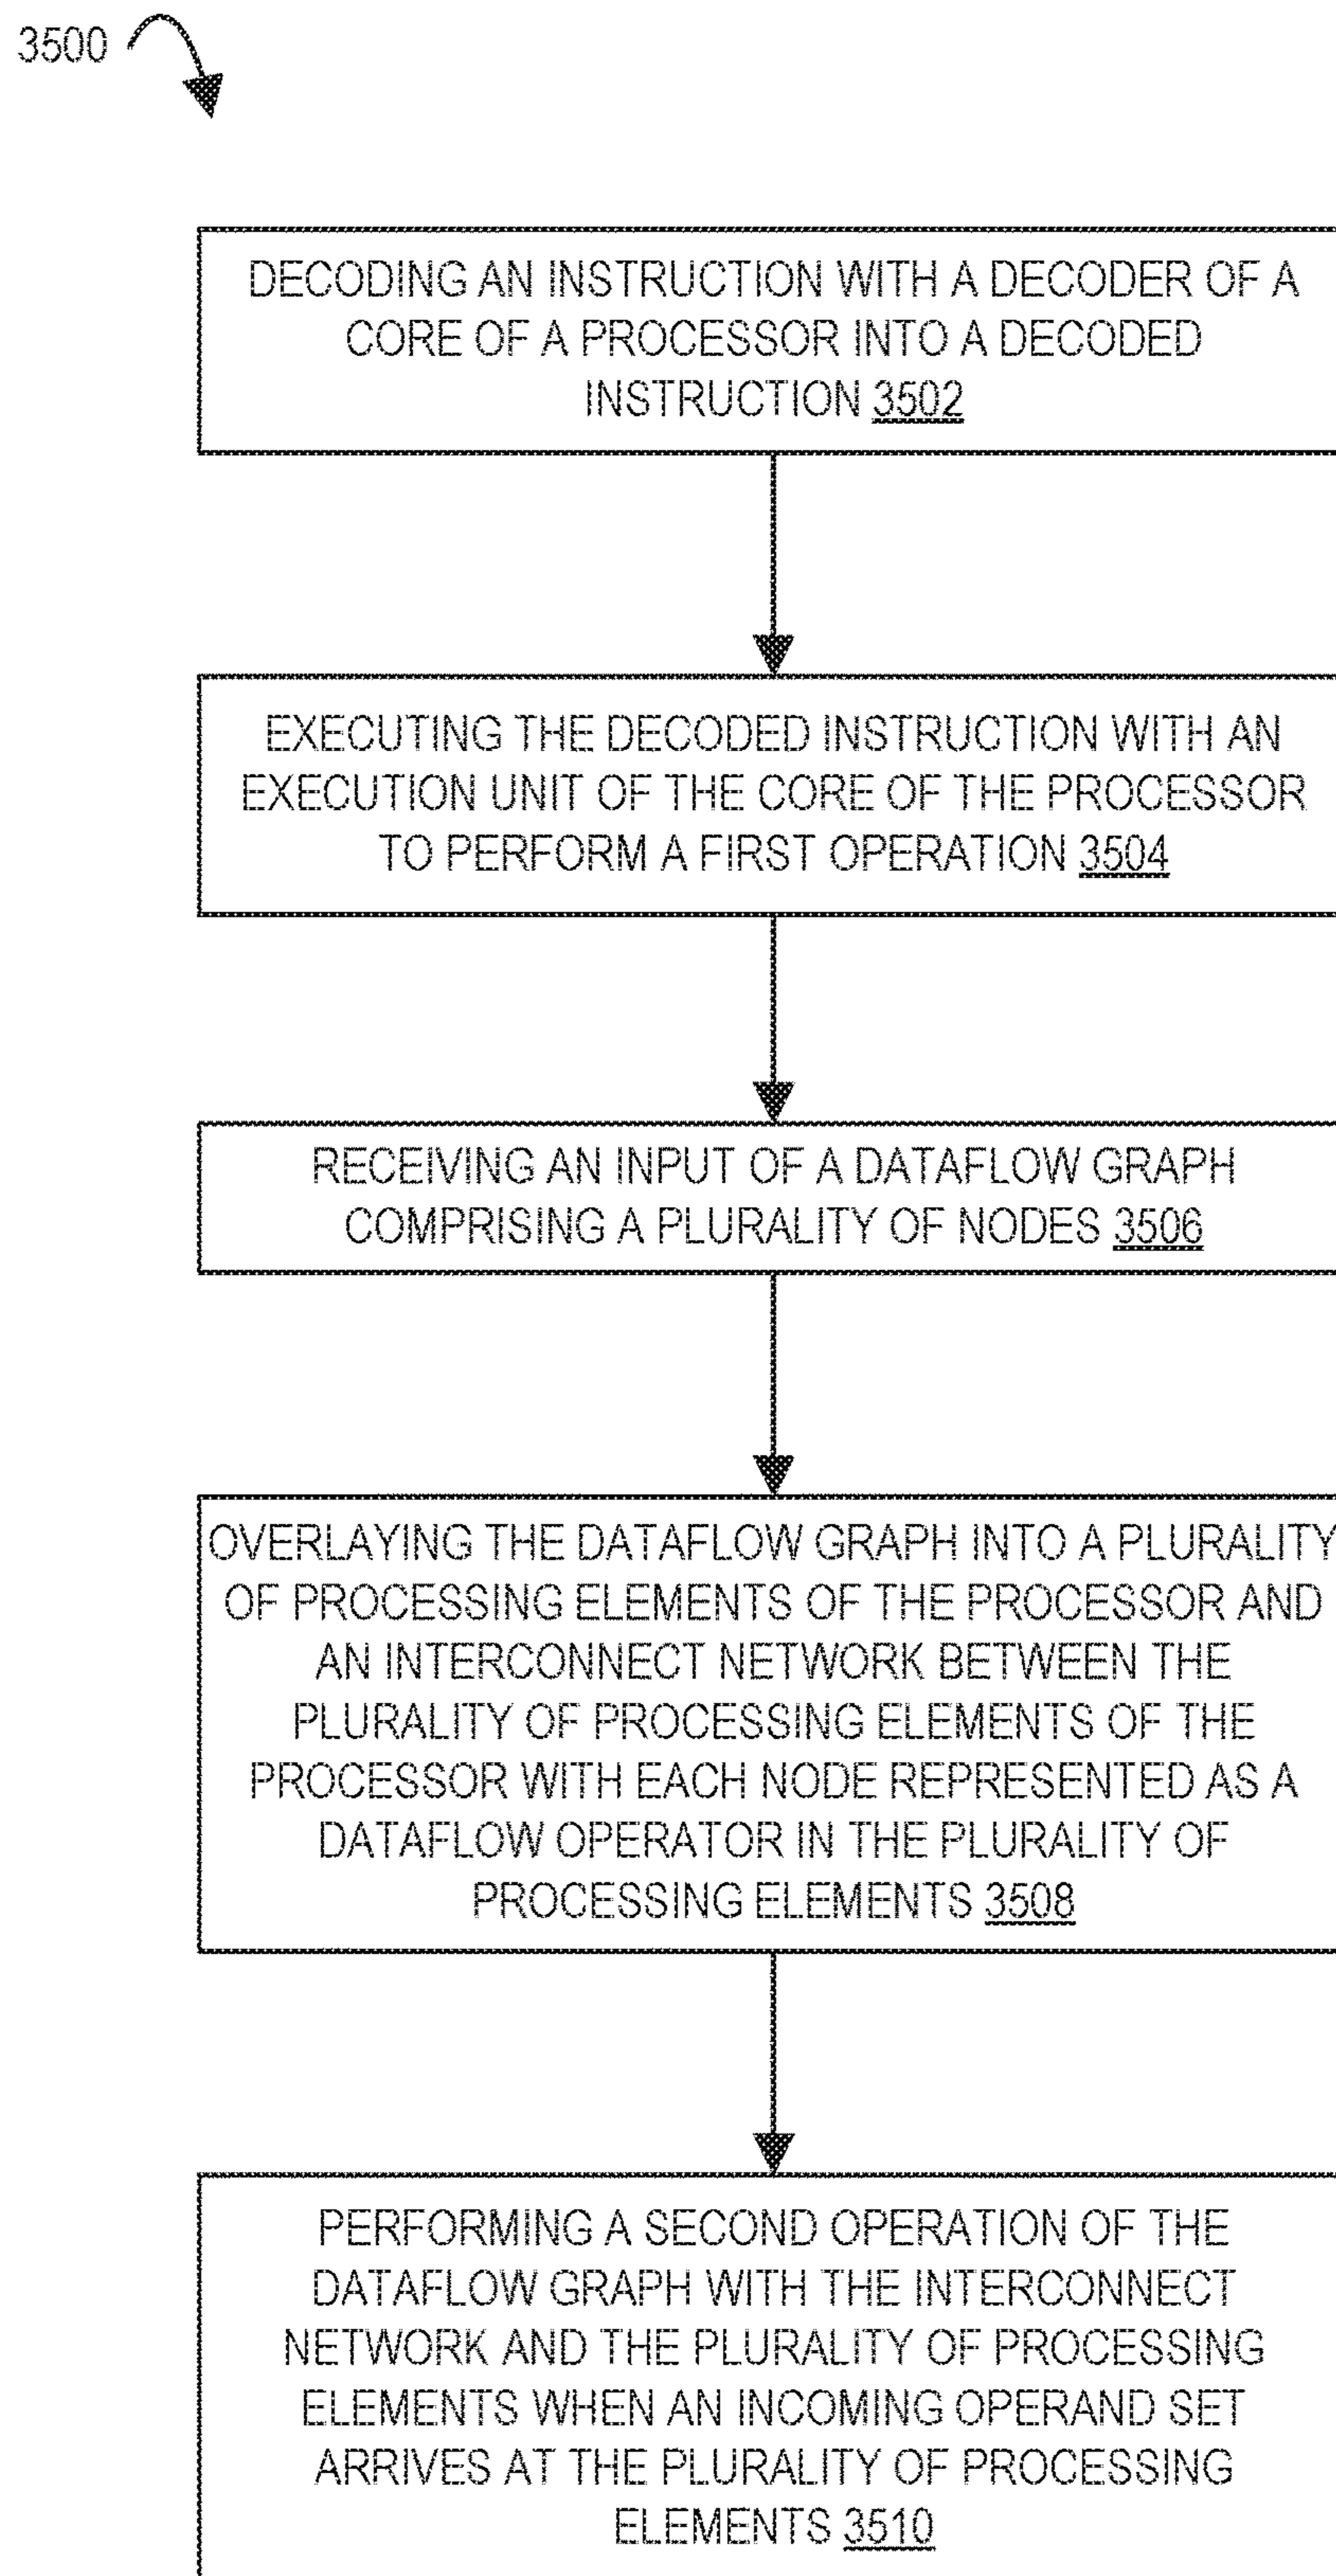 3500
DECODING AN INSTRUCTION WITH A DECODER OF A
CORE OF A PROCESSOR INTO A DECODED
INSTRUCTION 3502
EXECUTING THE DECODED INSTRUCTION WITH AN
EXECUTION UNIT OF THE CORE OF THE PROCESSOR
TO PERFORM A FIRST OPERATION 3504
RECEIVING AN INPUT OF A DATAFLOW GRAPH
COMPRISING A PLURALITY OF NODES 3506
OVERLAYING THE DATAFLOW GRAPH INTO A PLURALITY
OF PROCESSING ELEMENTS OF THE PROCESSOR AND
AN INTERCONNECT NETWORK BETWEEN THE
PLURALITY OF PROCESSING ELEMENTS OF THE
PROCESSOR WITH EACH NODE REPRESENTED AS A
DATAFLOW OPERATOR IN THE PLURALITY OF
PROCESSING ELEMENTS 3508
PERFORMING A SECOND OPERATION OF THE
DATAFLOW GRAPH WITH THE INTERCONNECT
NETWORK AND THE PLURALITY OF PROCESSING
ELEMENTS WHEN AN INCOMING OPERAND SET
ARRIVES AT THE PLURALITY OF PROCESSING
ELEMENTS 3510